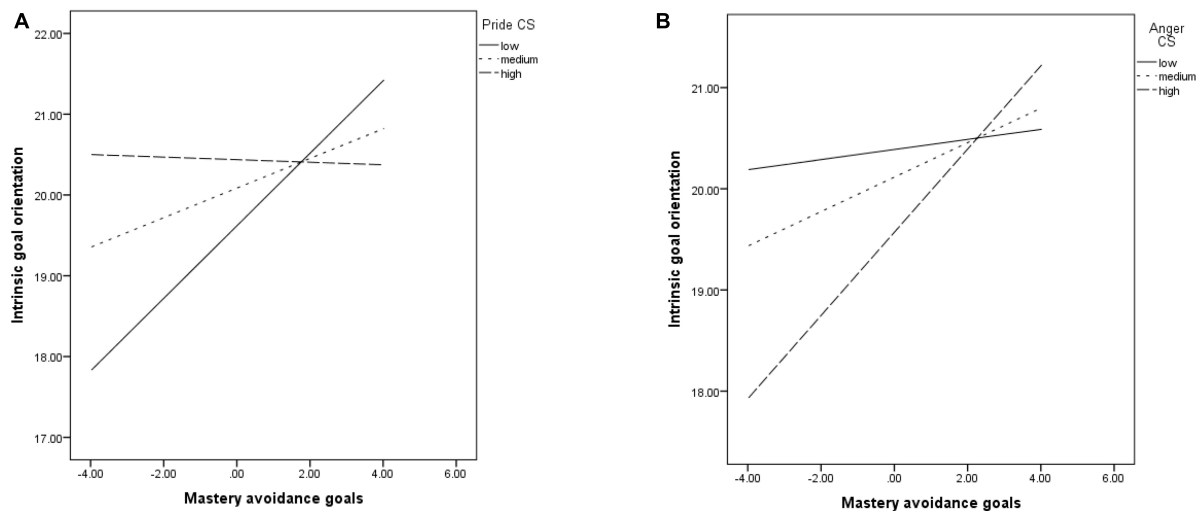 A
Pride CS
low
medium
high
22.00
21.00
20.00
19.00
18.00
17.00
Intrinsic goal orientation
-4.00
-2.00
.00
2.00
4.00
6.00
Mastery avoidance goals
B
Anger
CS
low
medium
high
21.00
20.00
19.00
18.00
Intrinsic goal orientation
-4.00
-2.00
.00
2.00
4.00
6.00
Mastery avoidance goals